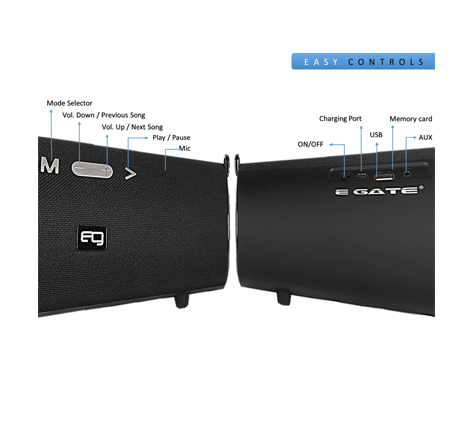 EASY CONTROLS
Mode Selector
Vol. Down / Previous Song
Vol. Up / Next Song
Play / Pause
Mic
Charging Port
Memory card
USB
ON/OFF
AUX
M
- +
>
EGATE®
EG